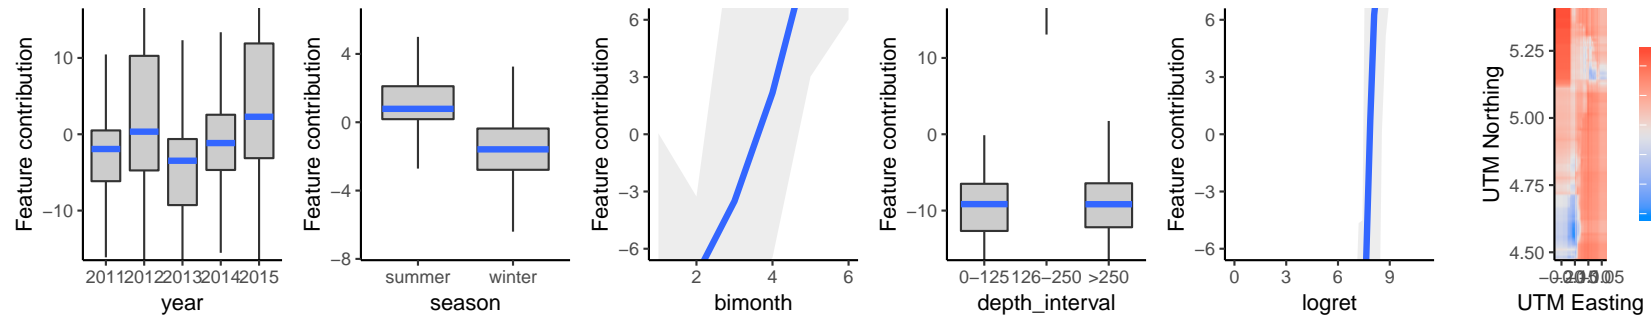 Feature contribution
10
0
−10
2011
2012
2013
2014
2015
year
Feature contribution
4
0
−4
−8
summer
winter
season
Feature contribution
6
3
0
−3
−6
2
4
6
bimonth
Feature contribution
10
0
−10
0−125
126−250
>250
depth_interval
Feature contribution
6
3
0
−3
−6
0
3
6
9
logret
UTM Northing
5.25
5.00
4.75
4.50
UTM Easting